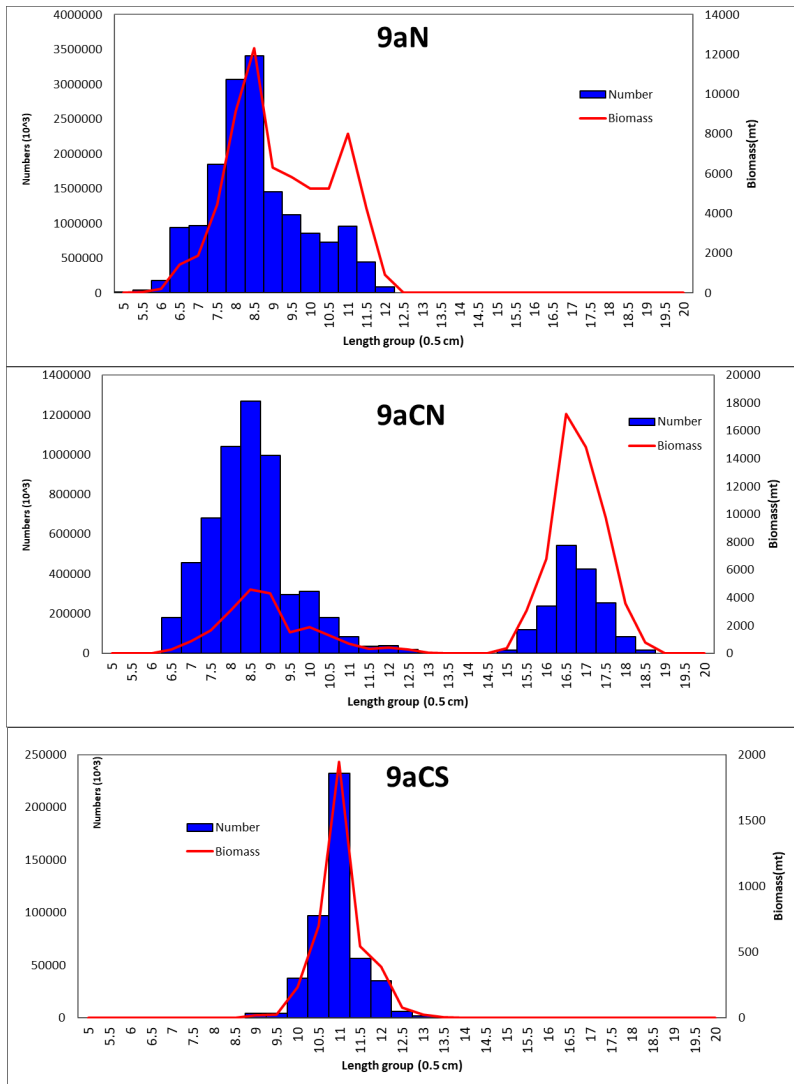 9aN
Numbers (10^3)
4000000
3500000
3000000
2500000
2000000
1500000
1000000
500000
0
14000
12000
10000
8000
6000
4000
2000
0
Biomass(mt)
Number
Biomass
5 5.5 6 6.5 7 7.5 8 8.5 9 9.5 10 10.5 11 11.5 12 12.5 13 13.5 14 14.5 15 15.5 16 16.5 17 17.5 18 18.5 19 19.5 20
Length group (0.5 cm)
9aCN
Numbers (10^3)
1400000
1200000
1000000
800000
600000
400000
200000
0
20000
18000
16000
14000
12000
10000
8000
6000
4000
2000
0
Biomass(mt)
Number
Biomass
5 5.5 6 6.5 7 7.5 8 8.5 9 9.5 10 10.5 11 11.5 12 12.5 13 13.5 14 14.5 15 15.5 16 16.5 17 17.5 18 18.5 19 19.5 20
Length group (0.5 cm)
9aCS
Numbers (10^3)
250000
200000
150000
100000
50000
0
2000
1500
1000
500
0
Biomass(mt)
Number
Biomass
5 5.5 6 6.5 7 7.5 8 8.5 9 9.5 10 10.5 11 11.5 12 12.5 13 13.5 14 14.5 15 15.5 16 16.5 17 17.5 18 18.5 19 19.5 20
Length group (0.5 cm)